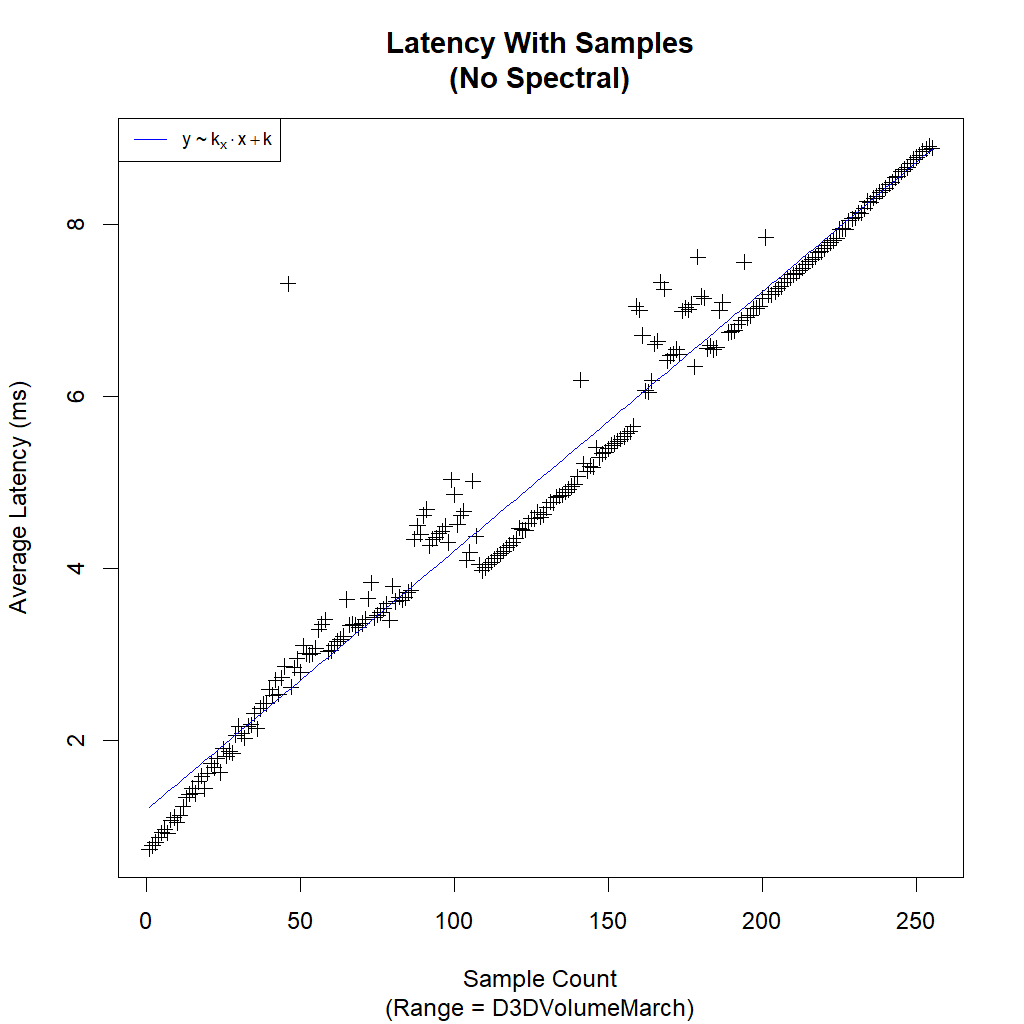 Latency With Samples
(No Spectral)
y ~ kₓ · x + k
8
6
4
2
Average Latency (ms)
0 50 100 150 200 250
Sample Count
(Range = D3DVolumeMarch)